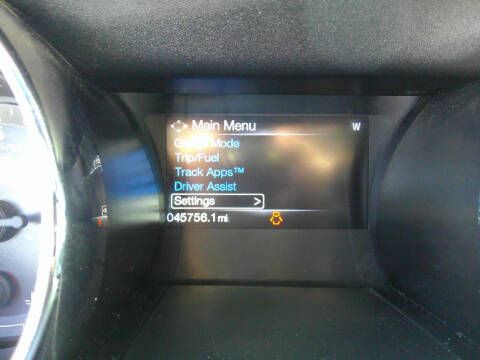 Main Menu W
Mode
Trip/Fuel
Track Apps™
Driver Assist
Settings >
045756.1 mi